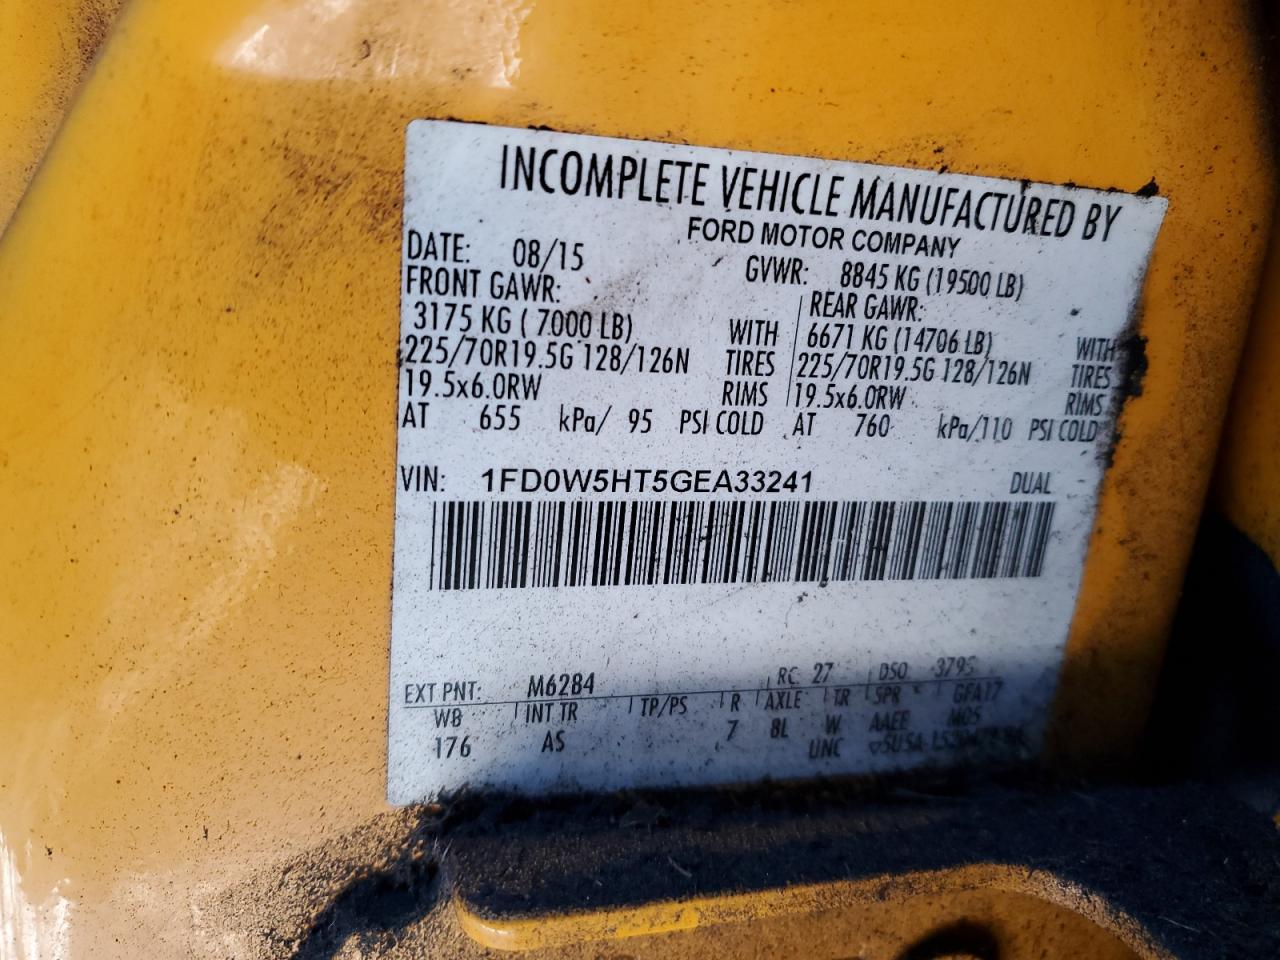 INCOMPLETE VEHICLE MANUFACTURED BY
FORD MOTOR COMPANY
DATE: 08/15 GVWR: 8845 KG (19500 LB)
FRONT GAWR: REAR GAWR:
3175 KG ( 7000 LB) WITH 6671 KG (14706 LB) WITH
225/70R19.5G 128/126N TIRES 225/70R19.5G 128/126N TIRES
19.5x6.0RW RIMS 19.5x6.0RW RIMS
AT 655 kPa/ 95 PSI COLD AT 760 kPa/110 PSI COLD
VIN: 1FD0W5HT5GEA33241 DUAL
EXT PNT: M6284 RC 27 DSO 3795
WB INT TR TP/PS R AXLE TR SPR GFA17
176 AS 7 8L W AAEE MOS
UNC ▽SUSA